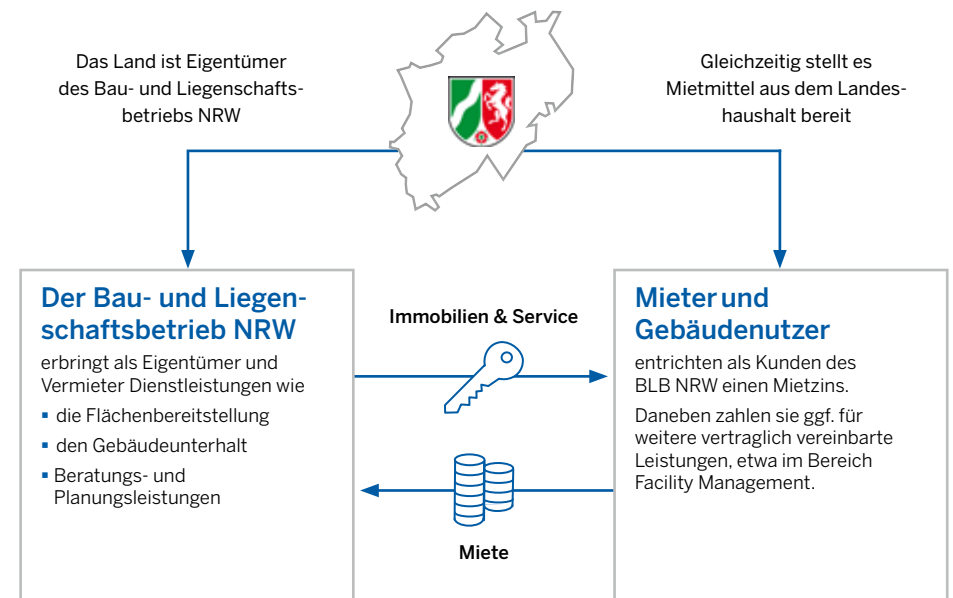 Das Land ist Eigentümer
des Bau- und Liegenschafts-
betriebs NRW
Gleichzeitig stellt es
Mietmittel aus dem Landes-
haushalt bereit
Der Bau- und Liegen-
schaftsbetrieb NRW
erbringt als Eigentümer und
Vermieter Dienstleistungen wie
▪ die Flächenbereitstellung
▪ den Gebäudeunterhalt
▪ Beratungs- und
Planungsleistungen
Immobilien & Service
Miete
Mieter und
Gebäudenutzer
entrichten als Kunden des
BLB NRW einen Mietzins.
Daneben zahlen sie ggf. für
weitere vertraglich vereinbarte
Leistungen, etwa im Bereich
Facility Management.